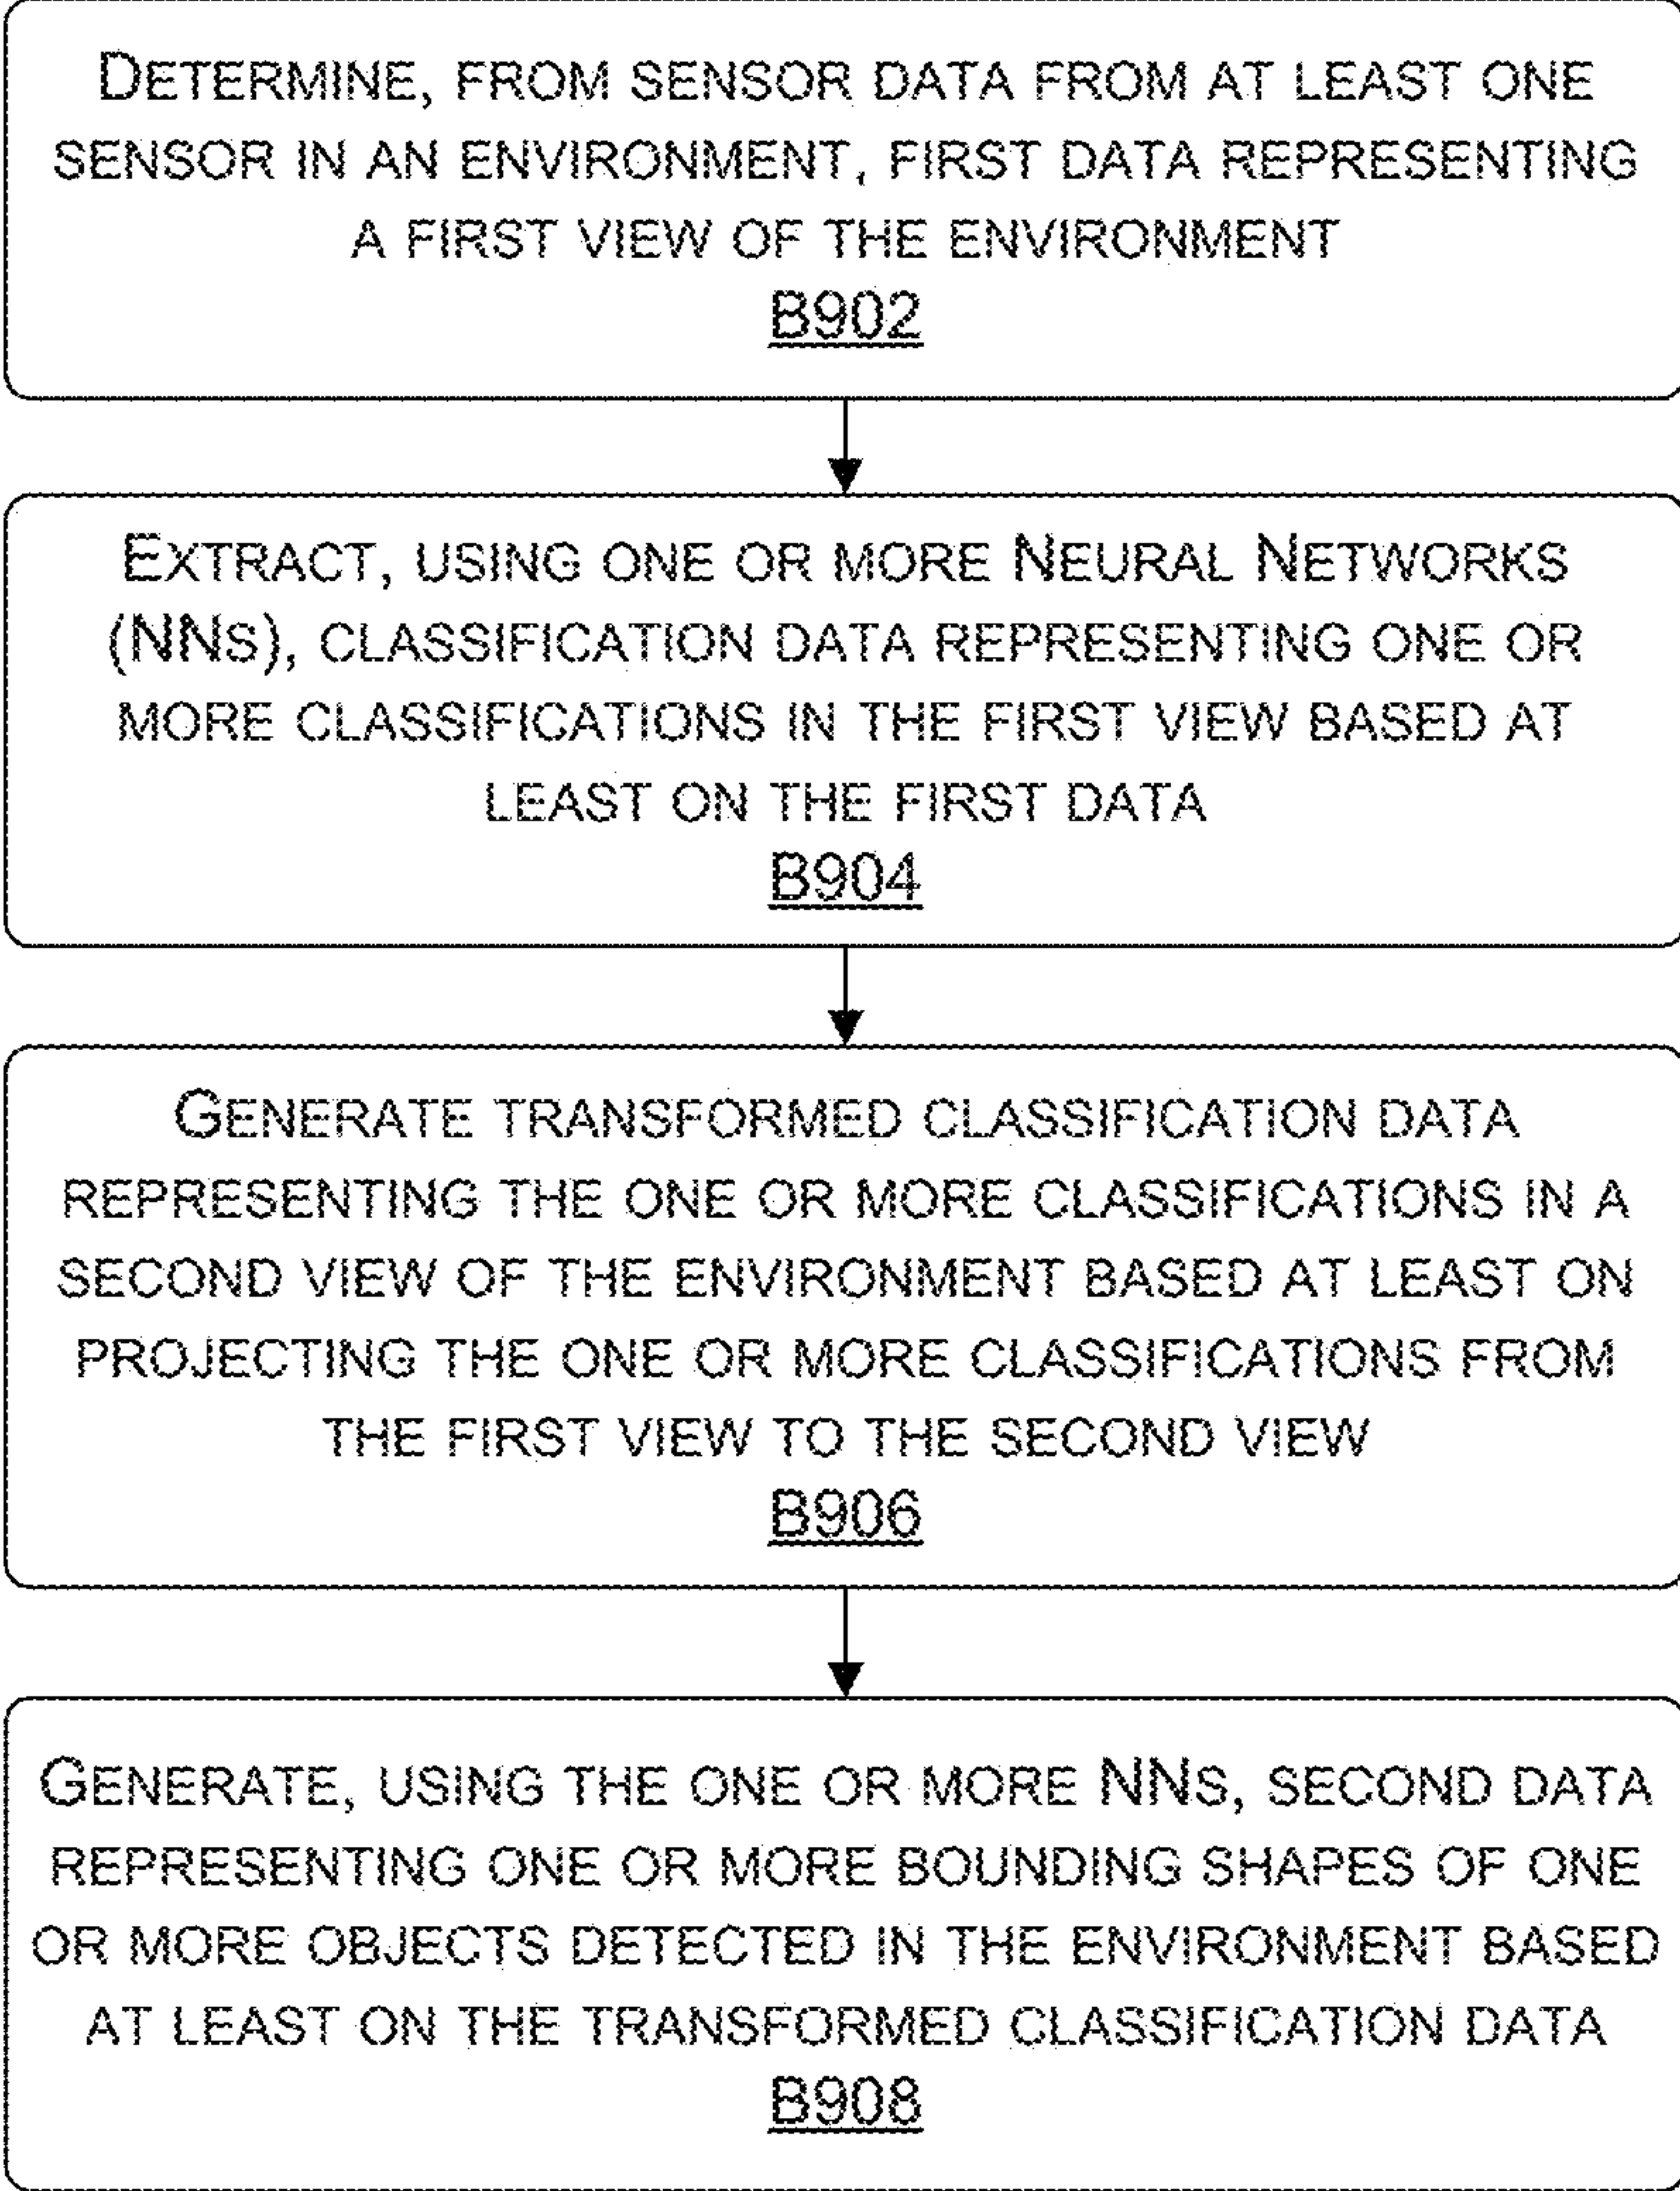 DETERMINE, FROM SENSOR DATA FROM AT LEAST ONE
SENSOR IN AN ENVIRONMENT, FIRST DATA REPRESENTING
A FIRST VIEW OF THE ENVIRONMENT
B902
EXTRACT, USING ONE OR MORE NEURAL NETWORKS
(NNS), CLASSIFICATION DATA REPRESENTING ONE OR
MORE CLASSIFICATIONS IN THE FIRST VIEW BASED AT
LEAST ON THE FIRST DATA
B904
GENERATE TRANSFORMED CLASSIFICATION DATA
REPRESENTING THE ONE OR MORE CLASSIFICATIONS IN A
SECOND VIEW OF THE ENVIRONMENT BASED AT LEAST ON
PROJECTING THE ONE OR MORE CLASSIFICATIONS FROM
THE FIRST VIEW TO THE SECOND VIEW
B906
GENERATE, USING THE ONE OR MORE NNS, SECOND DATA
REPRESENTING ONE OR MORE BOUNDING SHAPES OF ONE
OR MORE OBJECTS DETECTED IN THE ENVIRONMENT BASED
AT LEAST ON THE TRANSFORMED CLASSIFICATION DATA
B908